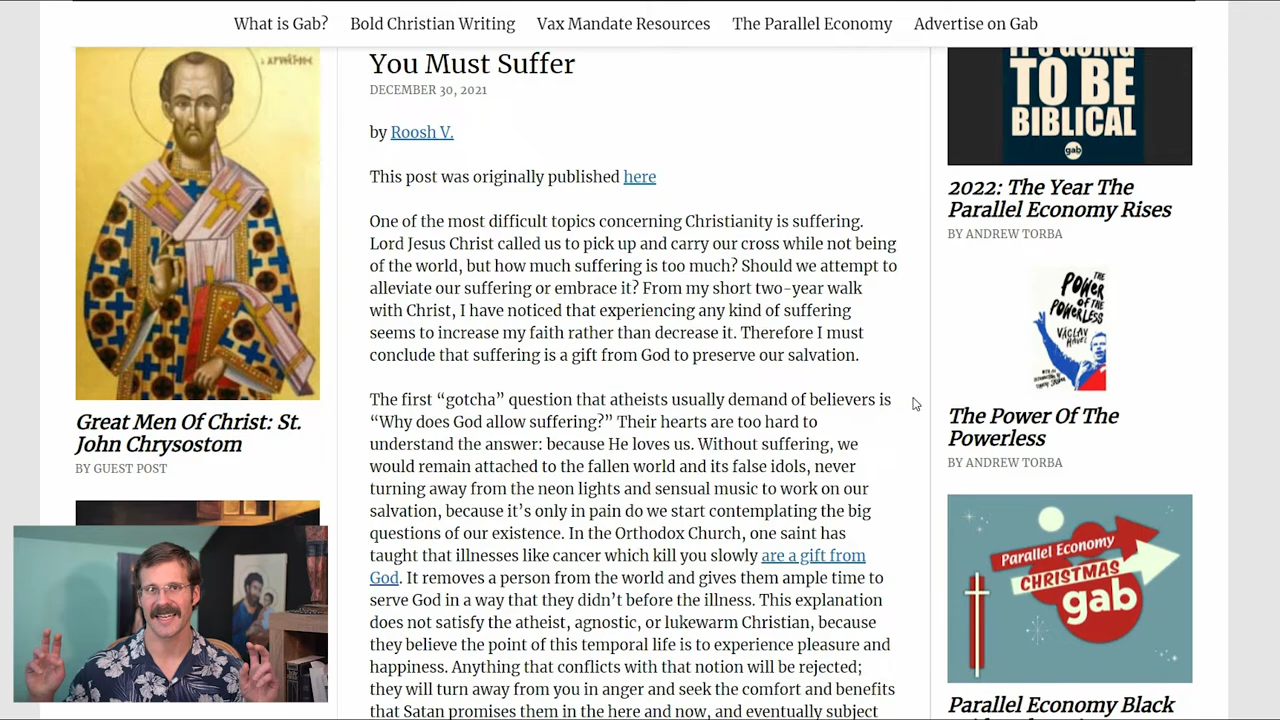 What is Gab? Bold Christian Writing Vax Mandate Resources The Parallel Economy Advertise on Gab
Great Men Of Christ: St.
John Chrysostom
BY GUEST POST
You Must Suffer
DECEMBER 30, 2021
by Roosh V.
This post was originally published here
One of the most difficult topics concerning Christianity is suffering.
Lord Jesus Christ called us to pick up and carry our cross while not being
of the world, but how much suffering is too much? Should we attempt to
alleviate our suffering or embrace it? From my short two-year walk
with Christ, I have noticed that experiencing any kind of suffering
seems to increase my faith rather than decrease it. Therefore I must
conclude that suffering is a gift from God to preserve our salvation.
The first “gotcha” question that atheists usually demand of believers is
“Why does God allow suffering?” Their hearts are too hard to
understand the answer: because He loves us. Without suffering, we
would remain attached to the fallen world and its false idols, never
turning away from the neon lights and sensual music to work on our
salvation, because it’s only in pain do we start contemplating the big
questions of our existence. In the Orthodox Church, one saint has
taught that illnesses like cancer which kill you slowly are a gift from
God. It removes a person from the world and gives them ample time to
serve God in a way that they didn’t before the illness. This explanation
does not satisfy the atheist, agnostic, or lukewarm Christian, because
they believe the point of this temporal life is to experience pleasure and
happiness. Anything that conflicts with that notion will be rejected;
they will turn away from you in anger and seek the comfort and benefits
that Satan promises them in the here and now, and eventually subject
IT'S GOING
TO BE
BIBLICAL
gab
2022: The Year The
Parallel Economy Rises
BY ANDREW TORBA
THE
POWER
OF THE
POWERLESS
VÁCLAV
HAVEL
The Power Of The
Powerless
BY ANDREW TORBA
Parallel Economy
CHRISTMAS
gab
Parallel Economy Black